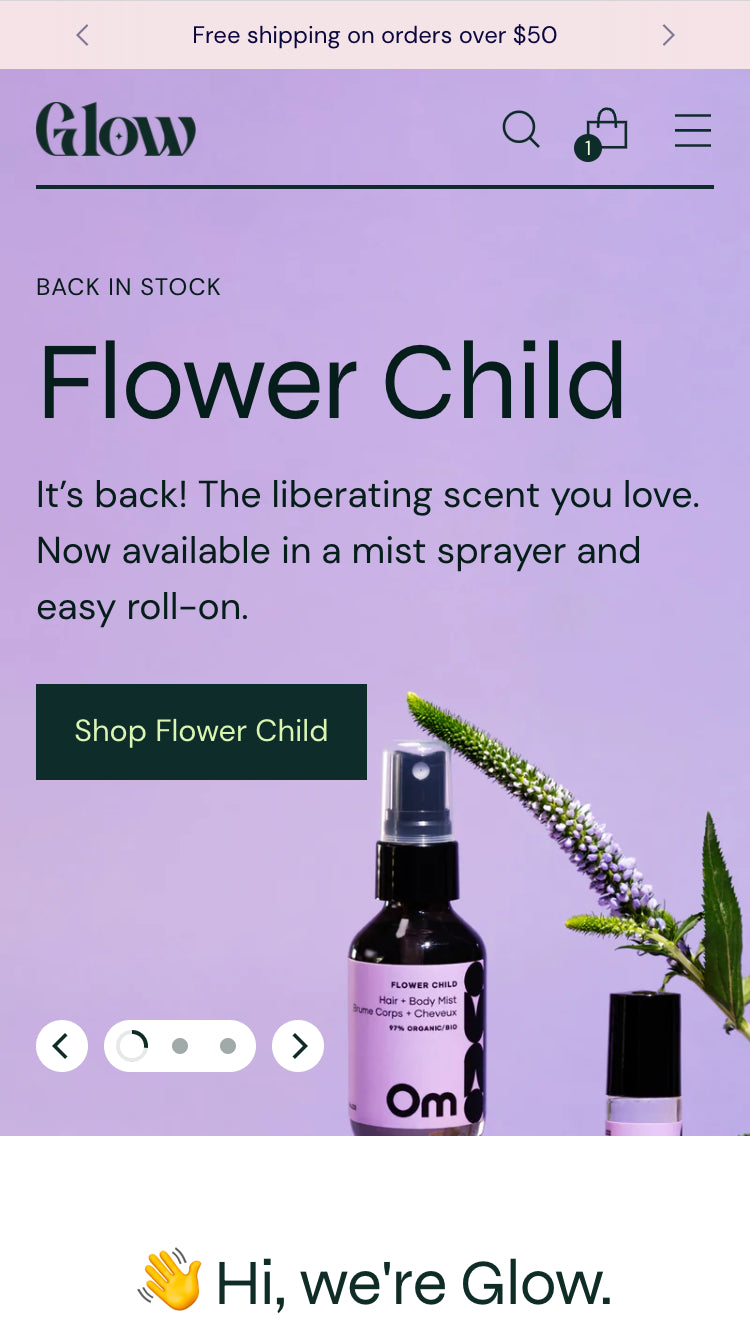 Free shipping on orders over $50
Glow
1
BACK IN STOCK
Flower Child
It’s back! The liberating scent you love.
Now available in a mist sprayer and
easy roll-on.
Shop Flower Child
FLOWER CHILD
Hair + Body Mist
Brume Corps + Cheveux
97% ORGANIC/BIO
Om
👋 Hi, we're Glow.